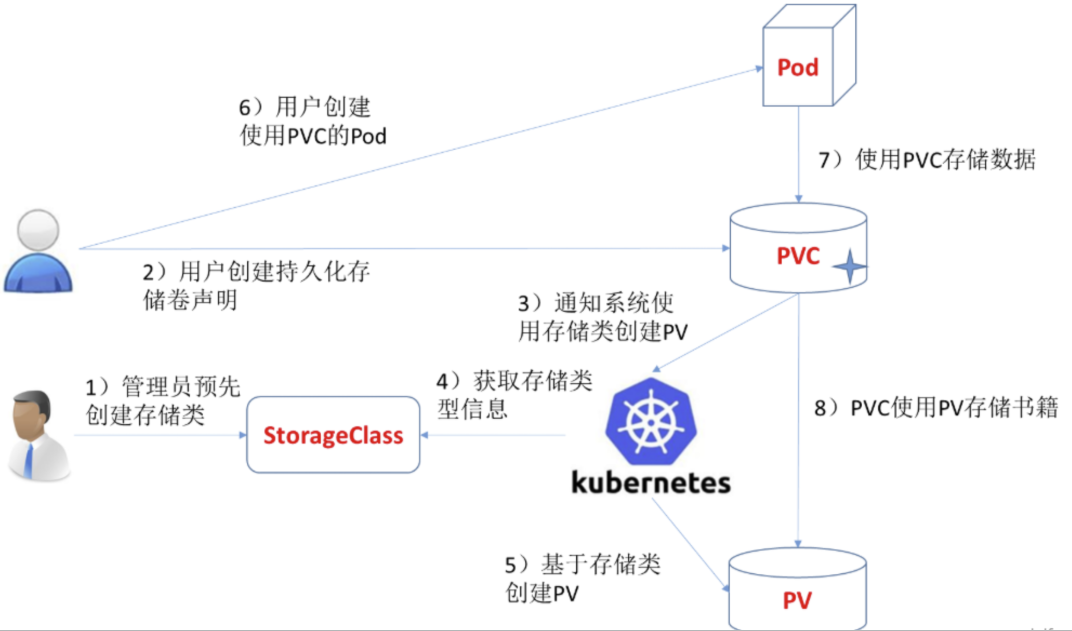 Pod
6）用户创建
使用PVC的Pod
7）使用PVC存储数据
PVC
2）用户创建持久化存
储卷声明
3）通知系统使
用存储类创建PV
1）管理员预先
创建存储类
4）获取存储类
型信息
StorageClass
8）PVC使用PV存储书籍
kubernetes
5）基于存储类
创建PV
PV